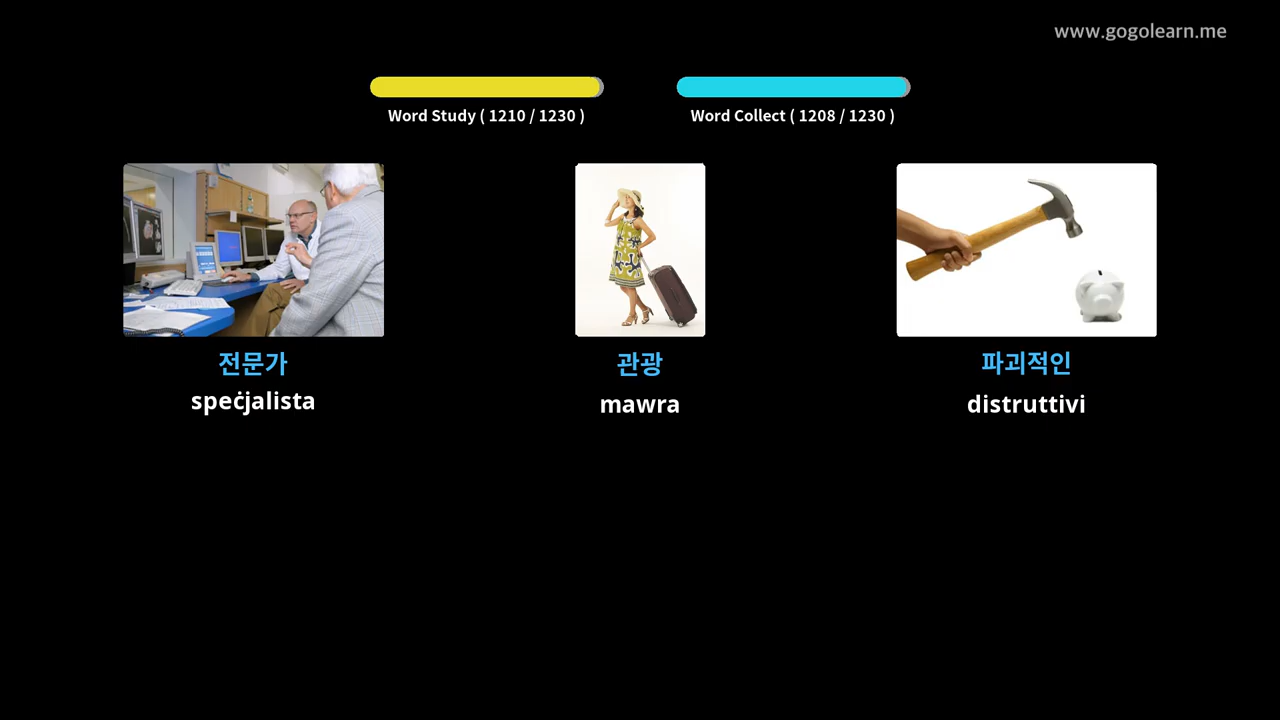 www.gogolearn.me
Word Study ( 1210 / 1230 )
Word Collect ( 1208 / 1230 )
전문가
speċjalista
관광
mawra
파괴적인
distruttivi